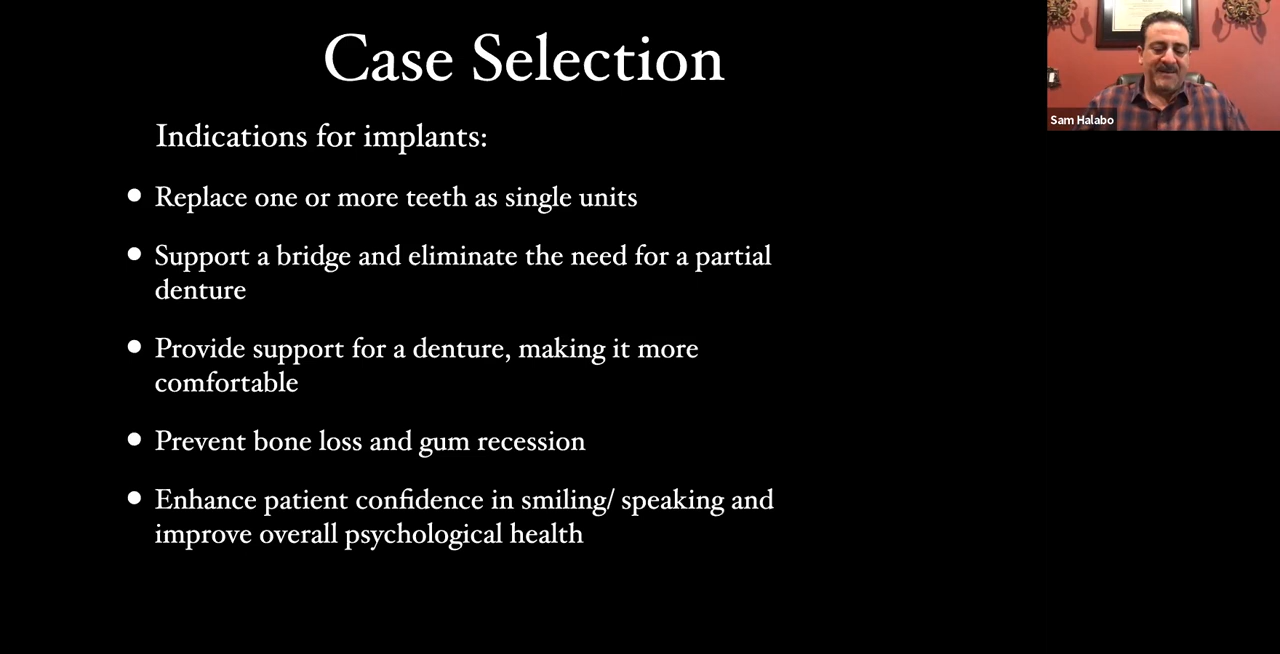 Case Selection
Sam Halabo
Indications for implants:
Replace one or more teeth as single units
Support a bridge and eliminate the need for a partial
denture
Provide support for a denture, making it more
comfortable
Prevent bone loss and gum recession
Enhance patient confidence in smiling/ speaking and
improve overall psychological health